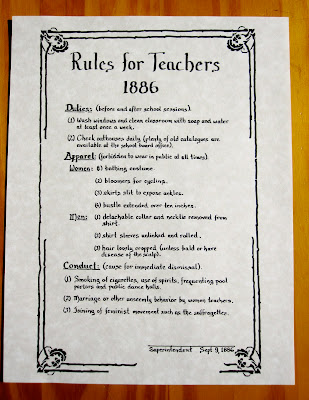 Rules for Teachers
1886
Duties: (before and after school sessions).
(1) Wash windows and clean classroom with soap and water
at least once a week.
(2) Check outhouses daily (plenty of old catalogues are
available at the school board office).
Apparel: (forbidden to wear in public at all times).
Women: (1) bathing costume.
(2) bloomers for cycling.
(3) skirts slit to expose ankles.
(4) bustle extended over ten inches.
Men: (1) detachable collar and necktie removed from
shirt.
(2) shirt sleeves unlinked and rolled.
(3) hair closely cropped (unless bald or have
disease of the scalp).
Conduct: (cause for immediate dismissal).
(1) Smoking of cigarettes, use of spirits, frequenting pool
parlors and public dance halls.
(2) Marriage or other unseemly behavior by women teachers.
(3) Joining of feminist movement such as the suffragettes.
Superintendent Sept 9, 1886